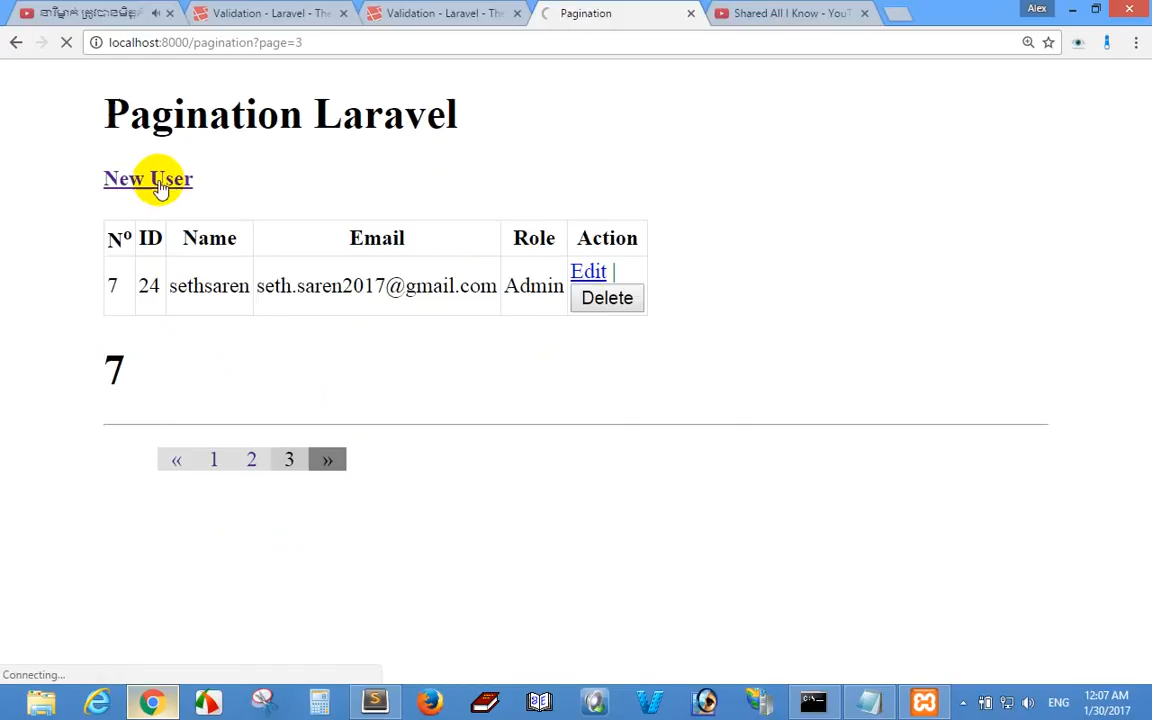 Validation - Laravel - The
Validation - Laravel - The
Pagination
Shared All I Know - YouT
Alex
localhost:8000/pagination?page=3
Pagination Laravel
New User
Nº ID Name Email Role Action
7 24 sethsaren seth.saren2017@gmail.com Admin Edit |
Delete
7
« 1 2 3 »
Connecting...
ENG
12:07 AM
1/30/2017